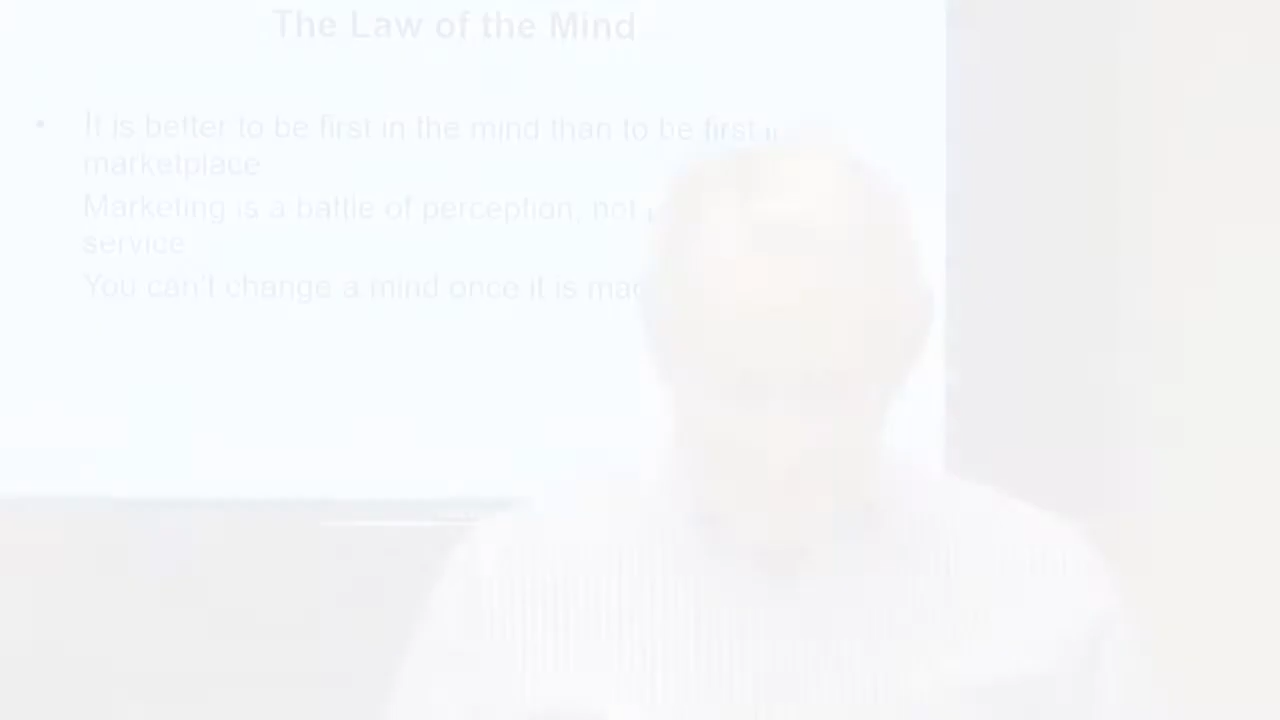 The Law of the Mind
• It is better to be first in the mind than to be first
marketplace
Marketing is a battle of perception, not
service
You can't change a mind once it is